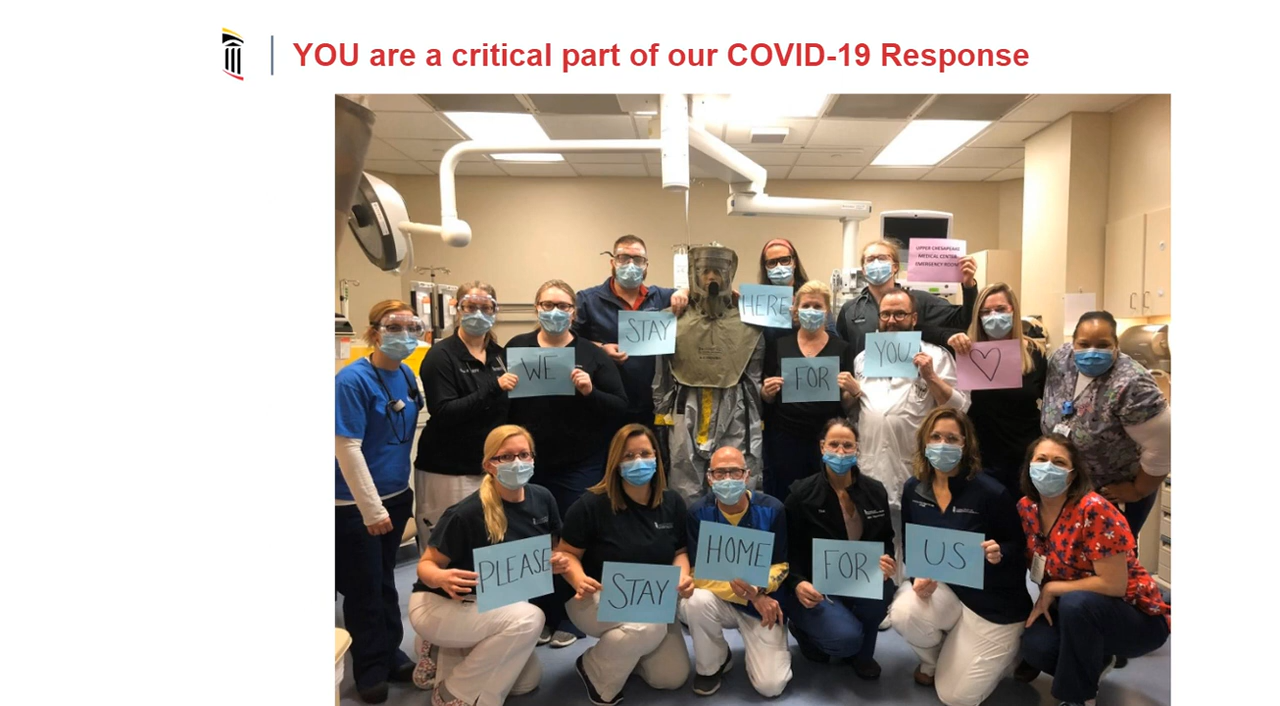 YOU are a critical part of our COVID-19 Response
UPPER CHESAPEAKE
MEDICAL CENTER
EMERGENCY ROOM
WE STAY HERE FOR YOU ♡
PLEASE STAY HOME FOR US